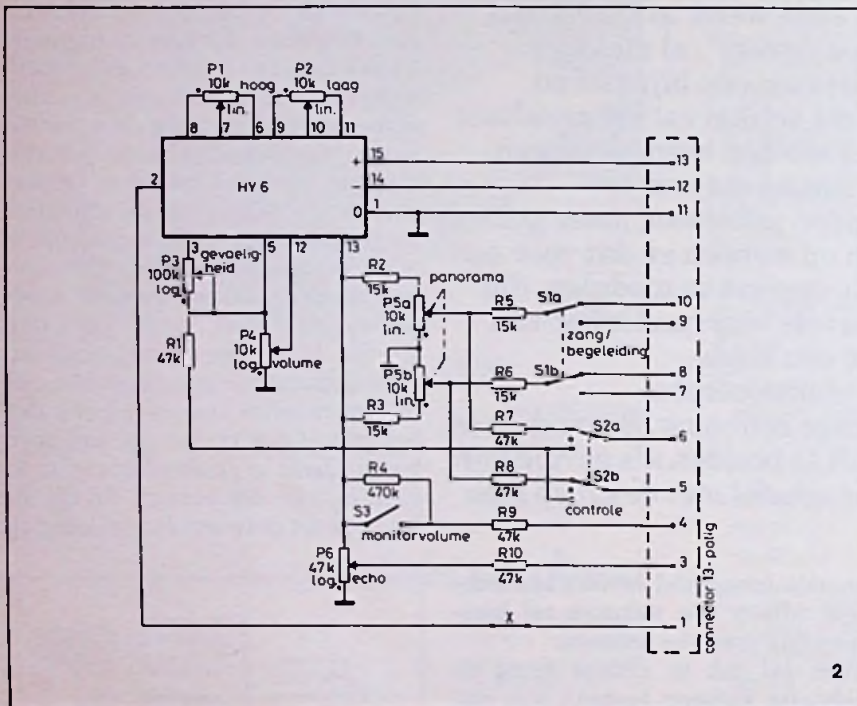 P1
10k
hoog
lin.
P2
10k
laag
lin.
8
7
6
9
10
11
2
HY 6
+
15
−
14
0
1
13
12
11
3
5
12
13
gevoelig-
heid
P3
100k
log.
R1
47k
P4
10k
log.
volume
R2
15k
P5a
10k
lin.
panorama
P5b
10k
lin.
R3
15k
R5
15k
S1a
10
9
zang/
begeleiding
R6
15k
S1b
8
7
R7
47k
S2a
6
R8
47k
S2b
5
controle
R4
470k
S3
monitorvolume
R9
47k
4
P6
47k
log.
echo
R10
47k
3
x
1
connector 13-polig
2